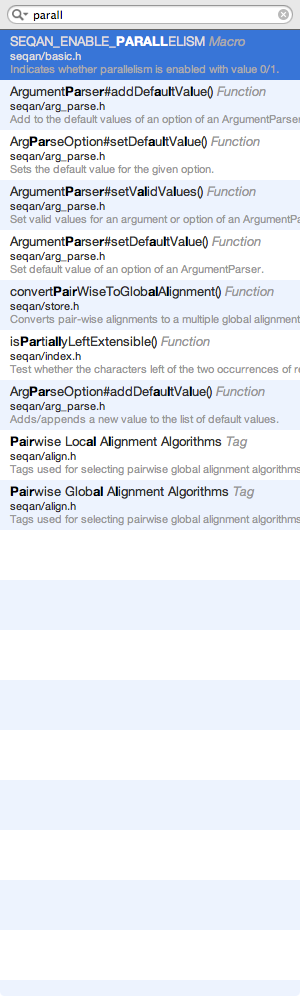 parall
SEQAN_ENABLE_PARALLELISM Macro
seqan/basic.h
Indicates whether parallelism is enabled with value 0/1.
ArgumentParser#addDefaultValue() Function
seqan/arg_parse.h
Add to the default values of an option of an ArgumentParser
ArgParseOption#setDefaultValue() Function
seqan/arg_parse.h
Sets the default value for the given option.
ArgumentParser#setValidValues() Function
seqan/arg_parse.h
Set valid values for an argument or option of an ArgumentPa
ArgumentParser#setDefaultValue() Function
seqan/arg_parse.h
Set default value of an option of an ArgumentParser.
convertPairWiseToGlobalAlignment() Function
seqan/store.h
Converts pair-wise alignments to a multiple global alignment
isPartiallyLeftExtensible() Function
seqan/index.h
Test whether the characters left of the two occurrences of re
ArgParseOption#addDefaultValue() Function
seqan/arg_parse.h
Adds/appends a new value to the list of default values.
Pairwise Local Alignment Algorithms Tag
seqan/align.h
Tags used for selecting pairwise global alignment algorithms
Pairwise Global Alignment Algorithms Tag
seqan/align.h
Tags used for selecting pairwise global alignment algorithms